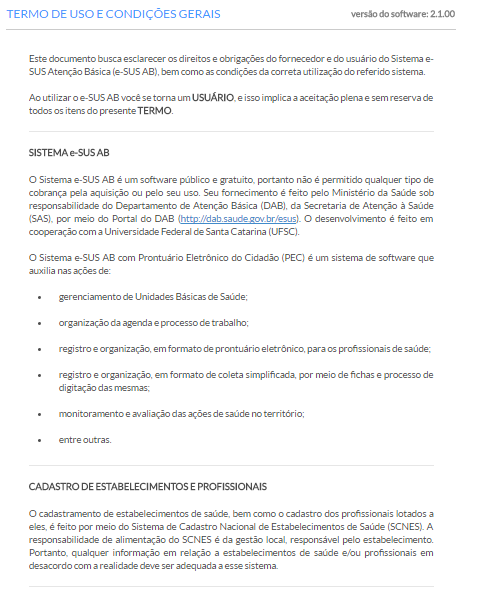 TERMO DE USO E CONDIÇÕES GERAIS
versão do software: 2.1.00
Este documento busca esclarecer os direitos e obrigações do fornecedor e do usuário do Sistema e-
SUS Atenção Básica (e-SUS AB), bem como as condições da correta utilização do referido sistema.
Ao utilizar o e-SUS AB você se torna um USUÁRIO, e isso implica a aceitação plena e sem reserva de
todos os itens do presente TERMO.
SISTEMA e-SUS AB
O Sistema e-SUS AB é um software público e gratuito, portanto não é permitido qualquer tipo de
cobrança pela aquisição ou pelo seu uso. Seu fornecimento é feito pelo Ministério da Saúde sob
responsabilidade do Departamento de Atenção Básica (DAB), da Secretaria de Atenção à Saúde
(SAS), por meio do Portal do DAB (http://dab.saude.gov.br/esus). O desenvolvimento é feito em
cooperação com a Universidade Federal de Santa Catarina (UFSC).
O Sistema e-SUS AB com Prontuário Eletrônico do Cidadão (PEC) é um sistema de software que
auxilia nas ações de:
• gerenciamento de Unidades Básicas de Saúde;
• organização da agenda e processo de trabalho;
• registro e organização, em formato de prontuário eletrônico, para os profissionais de saúde;
• registro e organização, em formato de coleta simplificada, por meio de fichas e processo de
digitação das mesmas;
• monitoramento e avaliação das ações de saúde no território;
• entre outras.
CADASTRO DE ESTABELECIMENTOS E PROFISSIONAIS
O cadastramento de estabelecimentos de saúde, bem como o cadastro dos profissionais lotados a
eles, é feito por meio do Sistema de Cadastro Nacional de Estabelecimentos de Saúde (SCNES). A
responsabilidade de alimentação do SCNES é da gestão local, responsável pelo estabelecimento.
Portanto, qualquer informação em relação a estabelecimentos de saúde e/ou profissionais em
desacordo com a realidade deve ser adequada a esse sistema.